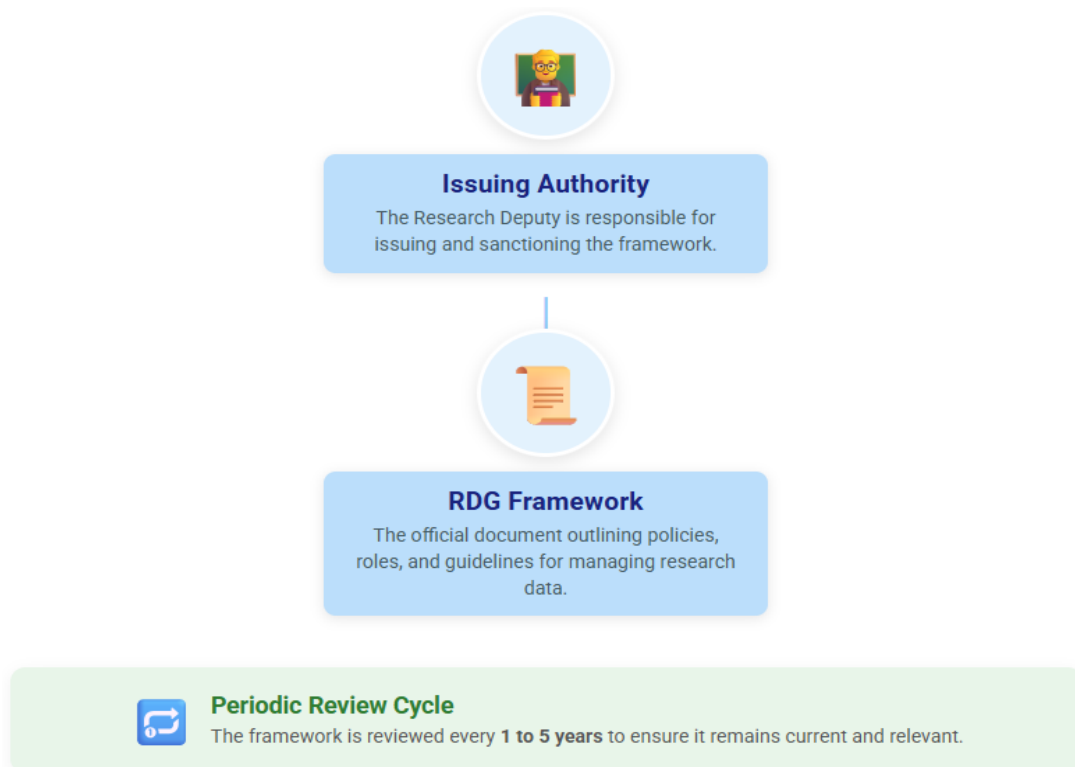 Issuing Authority
The Research Deputy is responsible for
issuing and sanctioning the framework.
RDG Framework
The official document outlining policies,
roles, and guidelines for managing research
data.
Periodic Review Cycle
The framework is reviewed every 1 to 5 years to ensure it remains current and relevant.